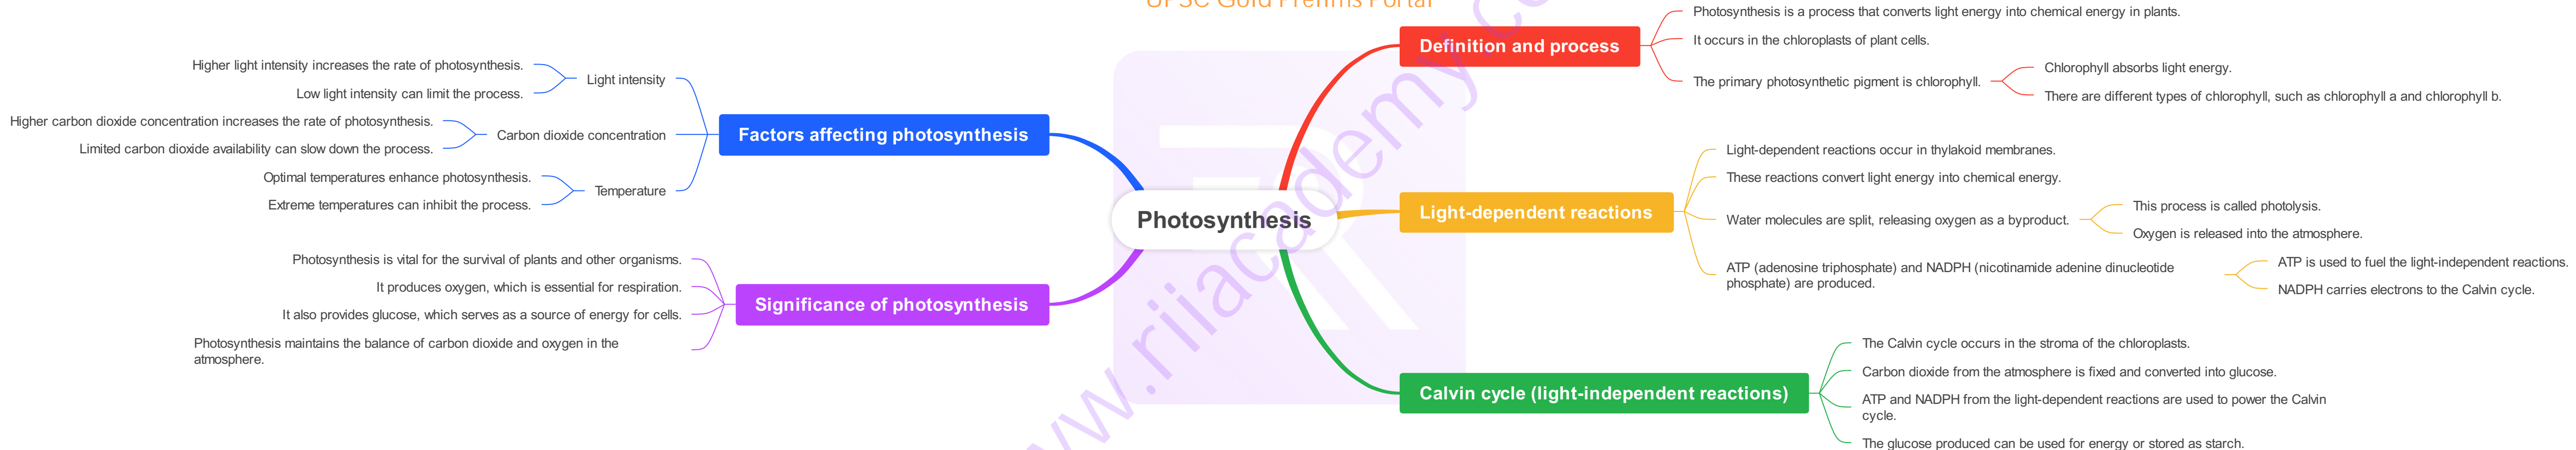 UPSC Gold Prelims Portal
Photosynthesis
Definition and process
Photosynthesis is a process that converts light energy into chemical energy in plants.
It occurs in the chloroplasts of plant cells.
The primary photosynthetic pigment is chlorophyll.
Chlorophyll absorbs light energy.
There are different types of chlorophyll, such as chlorophyll a and chlorophyll b.
Light-dependent reactions
Light-dependent reactions occur in thylakoid membranes.
These reactions convert light energy into chemical energy.
Water molecules are split, releasing oxygen as a byproduct.
This process is called photolysis.
Oxygen is released into the atmosphere.
ATP (adenosine triphosphate) and NADPH (nicotinamide adenine dinucleotide
phosphate) are produced.
ATP is used to fuel the light-independent reactions.
NADPH carries electrons to the Calvin cycle.
Calvin cycle (light-independent reactions)
The Calvin cycle occurs in the stroma of the chloroplasts.
Carbon dioxide from the atmosphere is fixed and converted into glucose.
ATP and NADPH from the light-dependent reactions are used to power the Calvin
cycle.
The glucose produced can be used for energy or stored as starch.
Factors affecting photosynthesis
Light intensity
Higher light intensity increases the rate of photosynthesis.
Low light intensity can limit the process.
Carbon dioxide concentration
Higher carbon dioxide concentration increases the rate of photosynthesis.
Limited carbon dioxide availability can slow down the process.
Temperature
Optimal temperatures enhance photosynthesis.
Extreme temperatures can inhibit the process.
Significance of photosynthesis
Photosynthesis is vital for the survival of plants and other organisms.
It produces oxygen, which is essential for respiration.
It also provides glucose, which serves as a source of energy for cells.
Photosynthesis maintains the balance of carbon dioxide and oxygen in the
atmosphere.